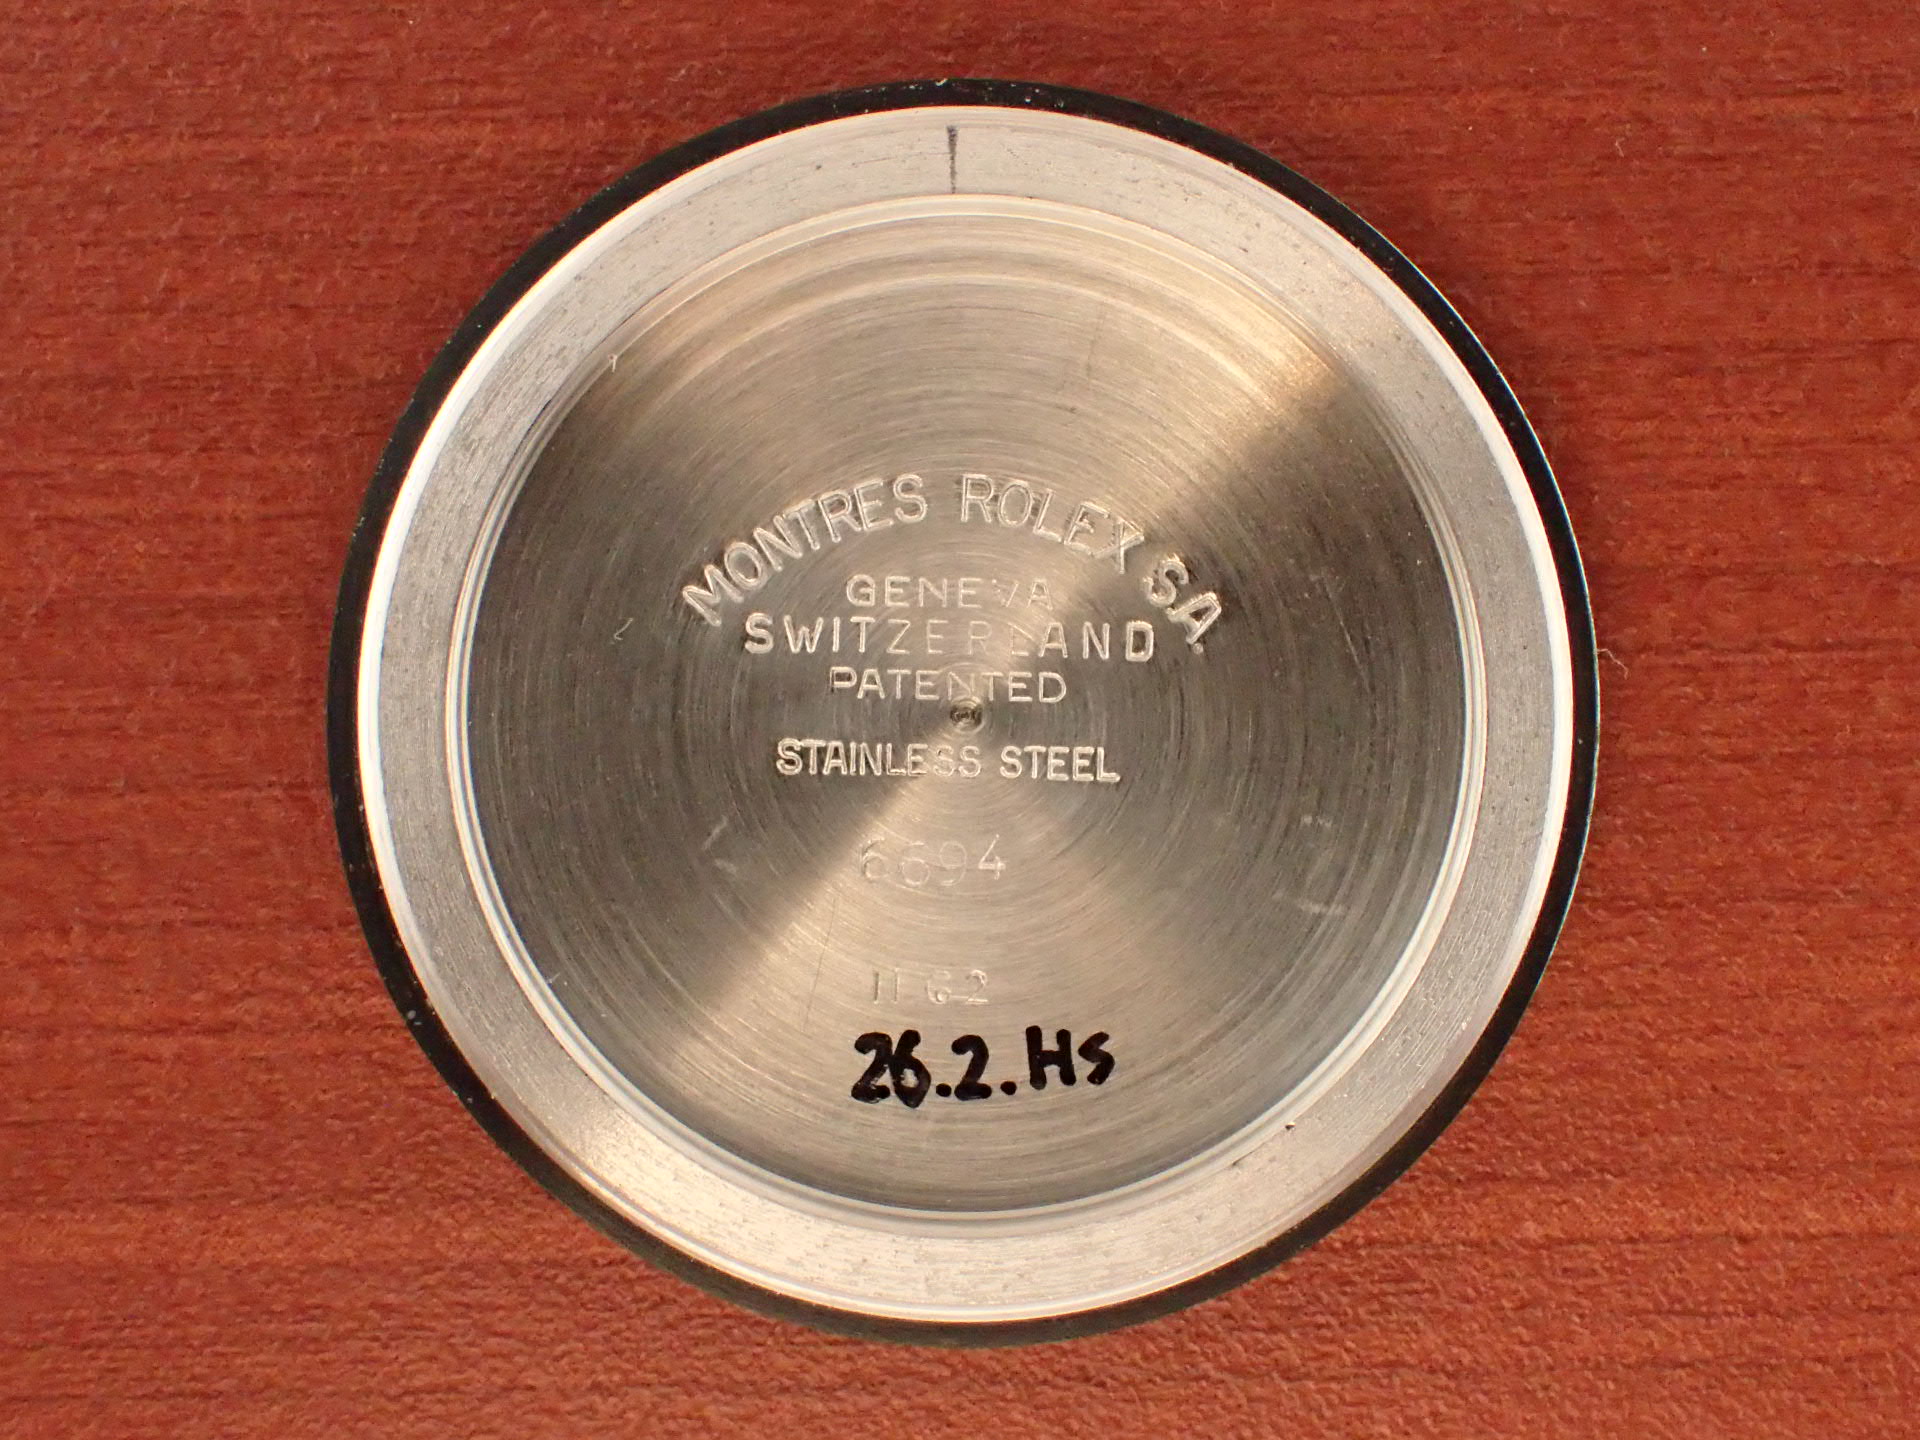 MONTRES ROLEX S.A.
GENEVA
SWITZERLAND
PATENTED
STAINLESS STEEL
6694
II 62
26.2.Hs